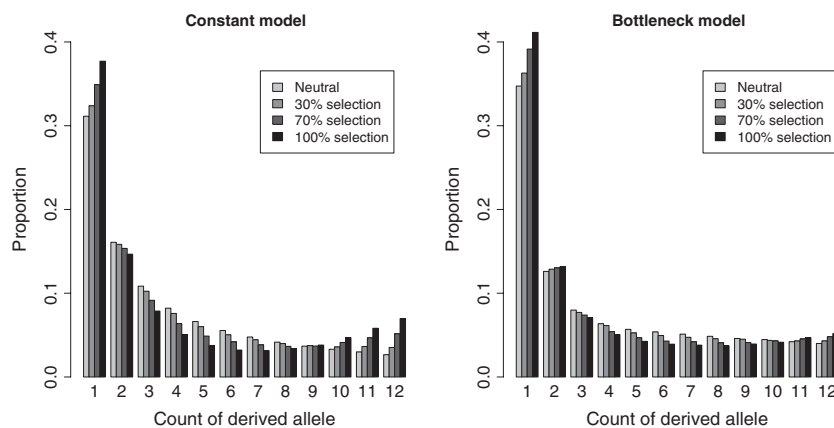 Constant model
Proportion
0.4
0.3
0.2
0.1
0.0
Neutral
30% selection
70% selection
100% selection
1 2 3 4 5 6 7 8 9 10 11 12
Count of derived allele
Bottleneck model
Proportion
0.4
0.3
0.2
0.1
0.0
Neutral
30% selection
70% selection
100% selection
1 2 3 4 5 6 7 8 9 10 11 12
Count of derived allele